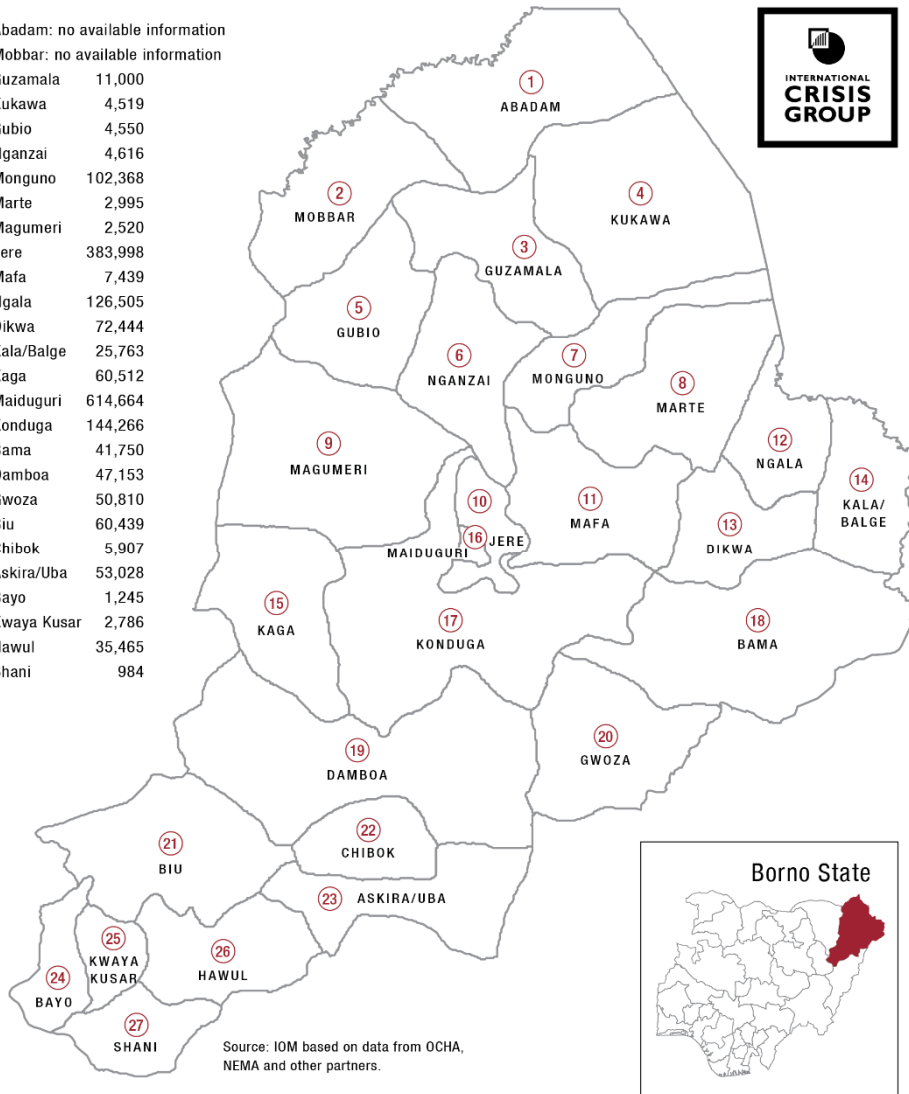 Abadam: no available information
Mobbar: no available information
Guzamala 11,000
Kukawa 4,519
Gubio 4,550
Nganzai 4,616
Monguno 102,368
Marte 2,995
Magumeri 2,520
Jere 383,998
Mafa 7,439
Ngala 126,505
Dikwa 72,444
Kala/Balge 25,763
Kaga 60,512
Maiduguri 614,664
Konduga 144,266
Bama 41,750
Damboa 47,153
Gwoza 50,810
Biu 60,439
Chibok 5,907
Askira/Uba 53,028
Bayo 1,245
Kwaya Kusar 2,786
Hawul 35,465
Shani 984
INTERNATIONAL
CRISIS
GROUP
1
ABADAM
2
MOBBAR
3
GUZAMALA
4
KUKAWA
5
GUBIO
6
NGANZAI
7
MONGUNO
8
MARTE
9
MAGUMERI
10
JERE
11
MAFA
12
NGALA
13
DIKWA
14
KALA/
BALGE
15
KAGA
16
MAIDUGURI
17
KONDUGA
18
BAMA
19
DAMBOA
20
GWOZA
21
BIU
22
CHIBOK
23
ASKIRA/UBA
24
BAYO
25
KWAYA
KUSAR
26
HAWUL
27
SHANI
Borno State
Source: IOM based on data from OCHA,
NEMA and other partners.